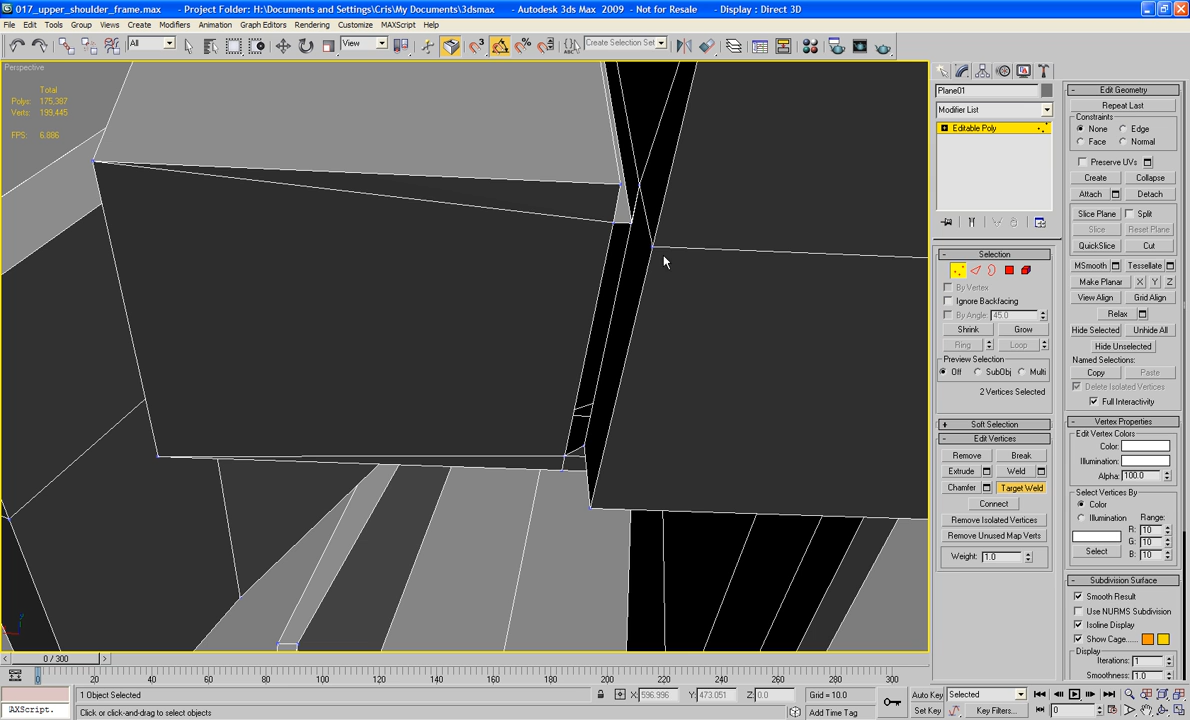 017_upper_shoulder_frame.max - Project Folder: H:\Documents and Settings\Cris\My Documents\3dsmax - Autodesk 3ds Max 2009 - Not for Resale - Display : Direct 3D
File Edit Tools Group Views Create Modifiers Animation Graph Editors Rendering Customize MAXScript Help
All View Create Selection Set
Perspective
Total
Polys: 175,387
Verts: 199,445
FPS: 6.886
Plane01
Modifier List
Editable Poly
Selection
By Vertex
Ignore Backfacing
By Angle: 45.0
Shrink Grow
Ring Loop
Preview Selection
Off SubObj Multi
2 Vertices Selected
Soft Selection
Edit Vertices
Remove Break
Extrude Weld
Chamfer Target Weld
Connect
Remove Isolated Vertices
Remove Unused Map Verts
Weight: 1.0
Edit Geometry
Repeat Last
Constraints
None Edge
Face Normal
Preserve UVs
Create Collapse
Attach Detach
Slice Plane Split
Slice Reset Plane
QuickSlice Cut
MSmooth Tessellate
Make Planar X Y Z
View Align Grid Align
Relax
Hide Selected Unhide All
Hide Unselected
Named Selections:
Copy Paste
Delete Isolated Vertices
Full Interactivity
Vertex Properties
Edit Vertex Colors
Color:
Illumination:
Alpha: 100.0
Select Vertices By
Color
Illumination Range:
R: 10
G: 10
Select B: 10
Subdivision Surface
Smooth Result
Use NURMS Subdivision
Isoline Display
Show Cage......
Display
Iterations: 1
Smoothness: 1.0
0 / 300
0 20 40 60 80 100 120 140 160 180 200 220 240 260 280 300
1 Object Selected X: 596.996 Y: 473.051 Z: 0.0 Grid = 10.0 Auto Key Selected
AXScript. Click or click-and-drag to select objects Add Time Tag Set Key Key Filters... 0